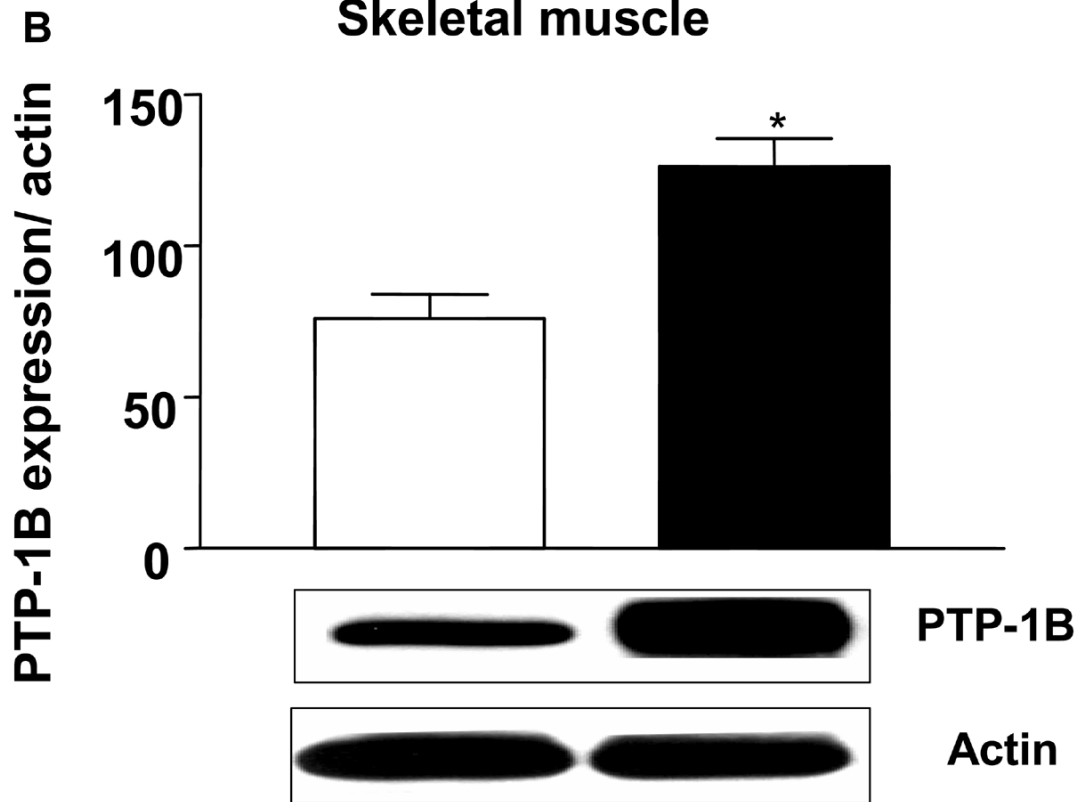 B
Skeletal muscle
PTP-1B expression/ actin
150
100
50
0
*
PTP-1B
Actin